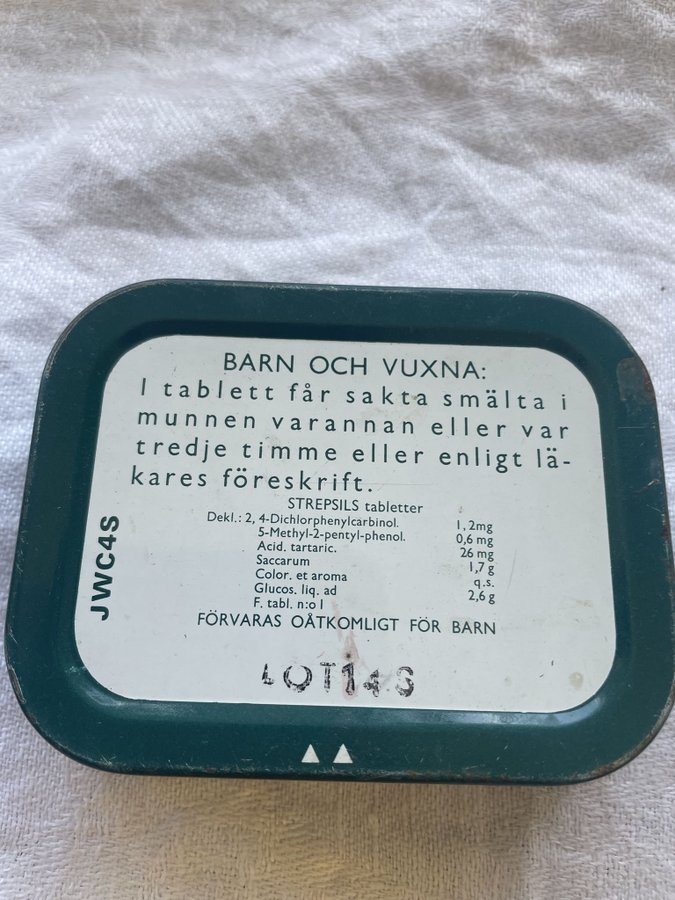 BARN OCH VUXNA:
1 tablett får sakta smälta i
munnen varannan eller var
tredje timme eller enligt lä-
kares föreskrift.
STREPSILS tabletter
Dekl.: 2, 4-Dichlorphenylcarbinol. 1,2mg
5-Methyl-2-pentyl-phenol. 0,6 mg
Acid. tartaric. 26 mg
Saccarum 1,7 g
Color. et aroma q.s.
Glucos. liq. ad 2,6 g
F. tabl. n:o 1
FÖRVARAS OÅTKOMLIGT FÖR BARN
LOT14S
JWC4S